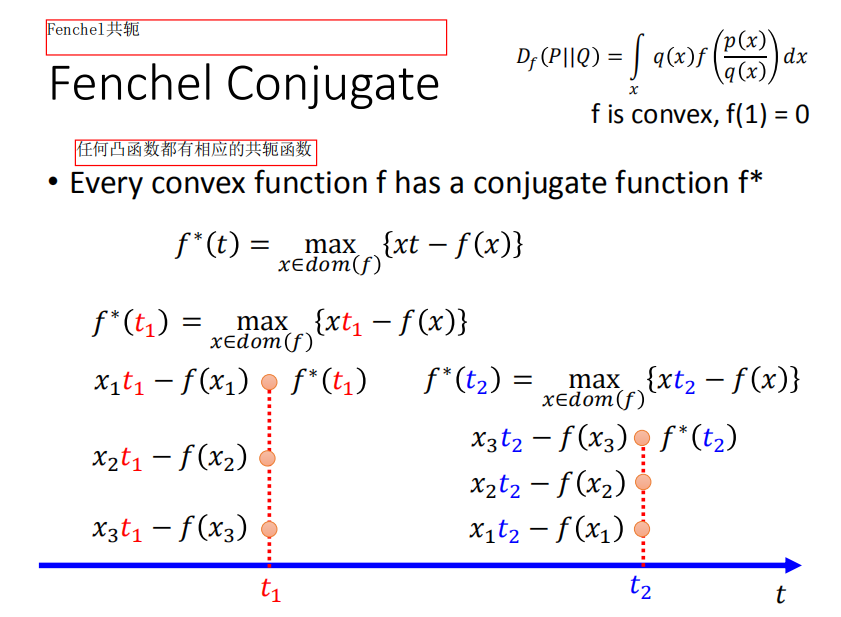 Fenchel共轭
Fenchel Conjugate
D_f(P||Q) = ∫_x q(x) f(p(x)/q(x)) dx
f is convex, f(1) = 0
任何凸函数都有相应的共轭函数
• Every convex function f has a conjugate function f*
f*(t) = max_{x∈dom(f)} {xt − f(x)}
f*(t₁) = max_{x∈dom(f)} {xt₁ − f(x)}
x₁t₁ − f(x₁) f*(t₁)
x₂t₁ − f(x₂)
x₃t₁ − f(x₃)
f*(t₂) = max_{x∈dom(f)} {xt₂ − f(x)}
x₃t₂ − f(x₃) f*(t₂)
x₂t₂ − f(x₂)
x₁t₂ − f(x₁)
t₁ t₂ t